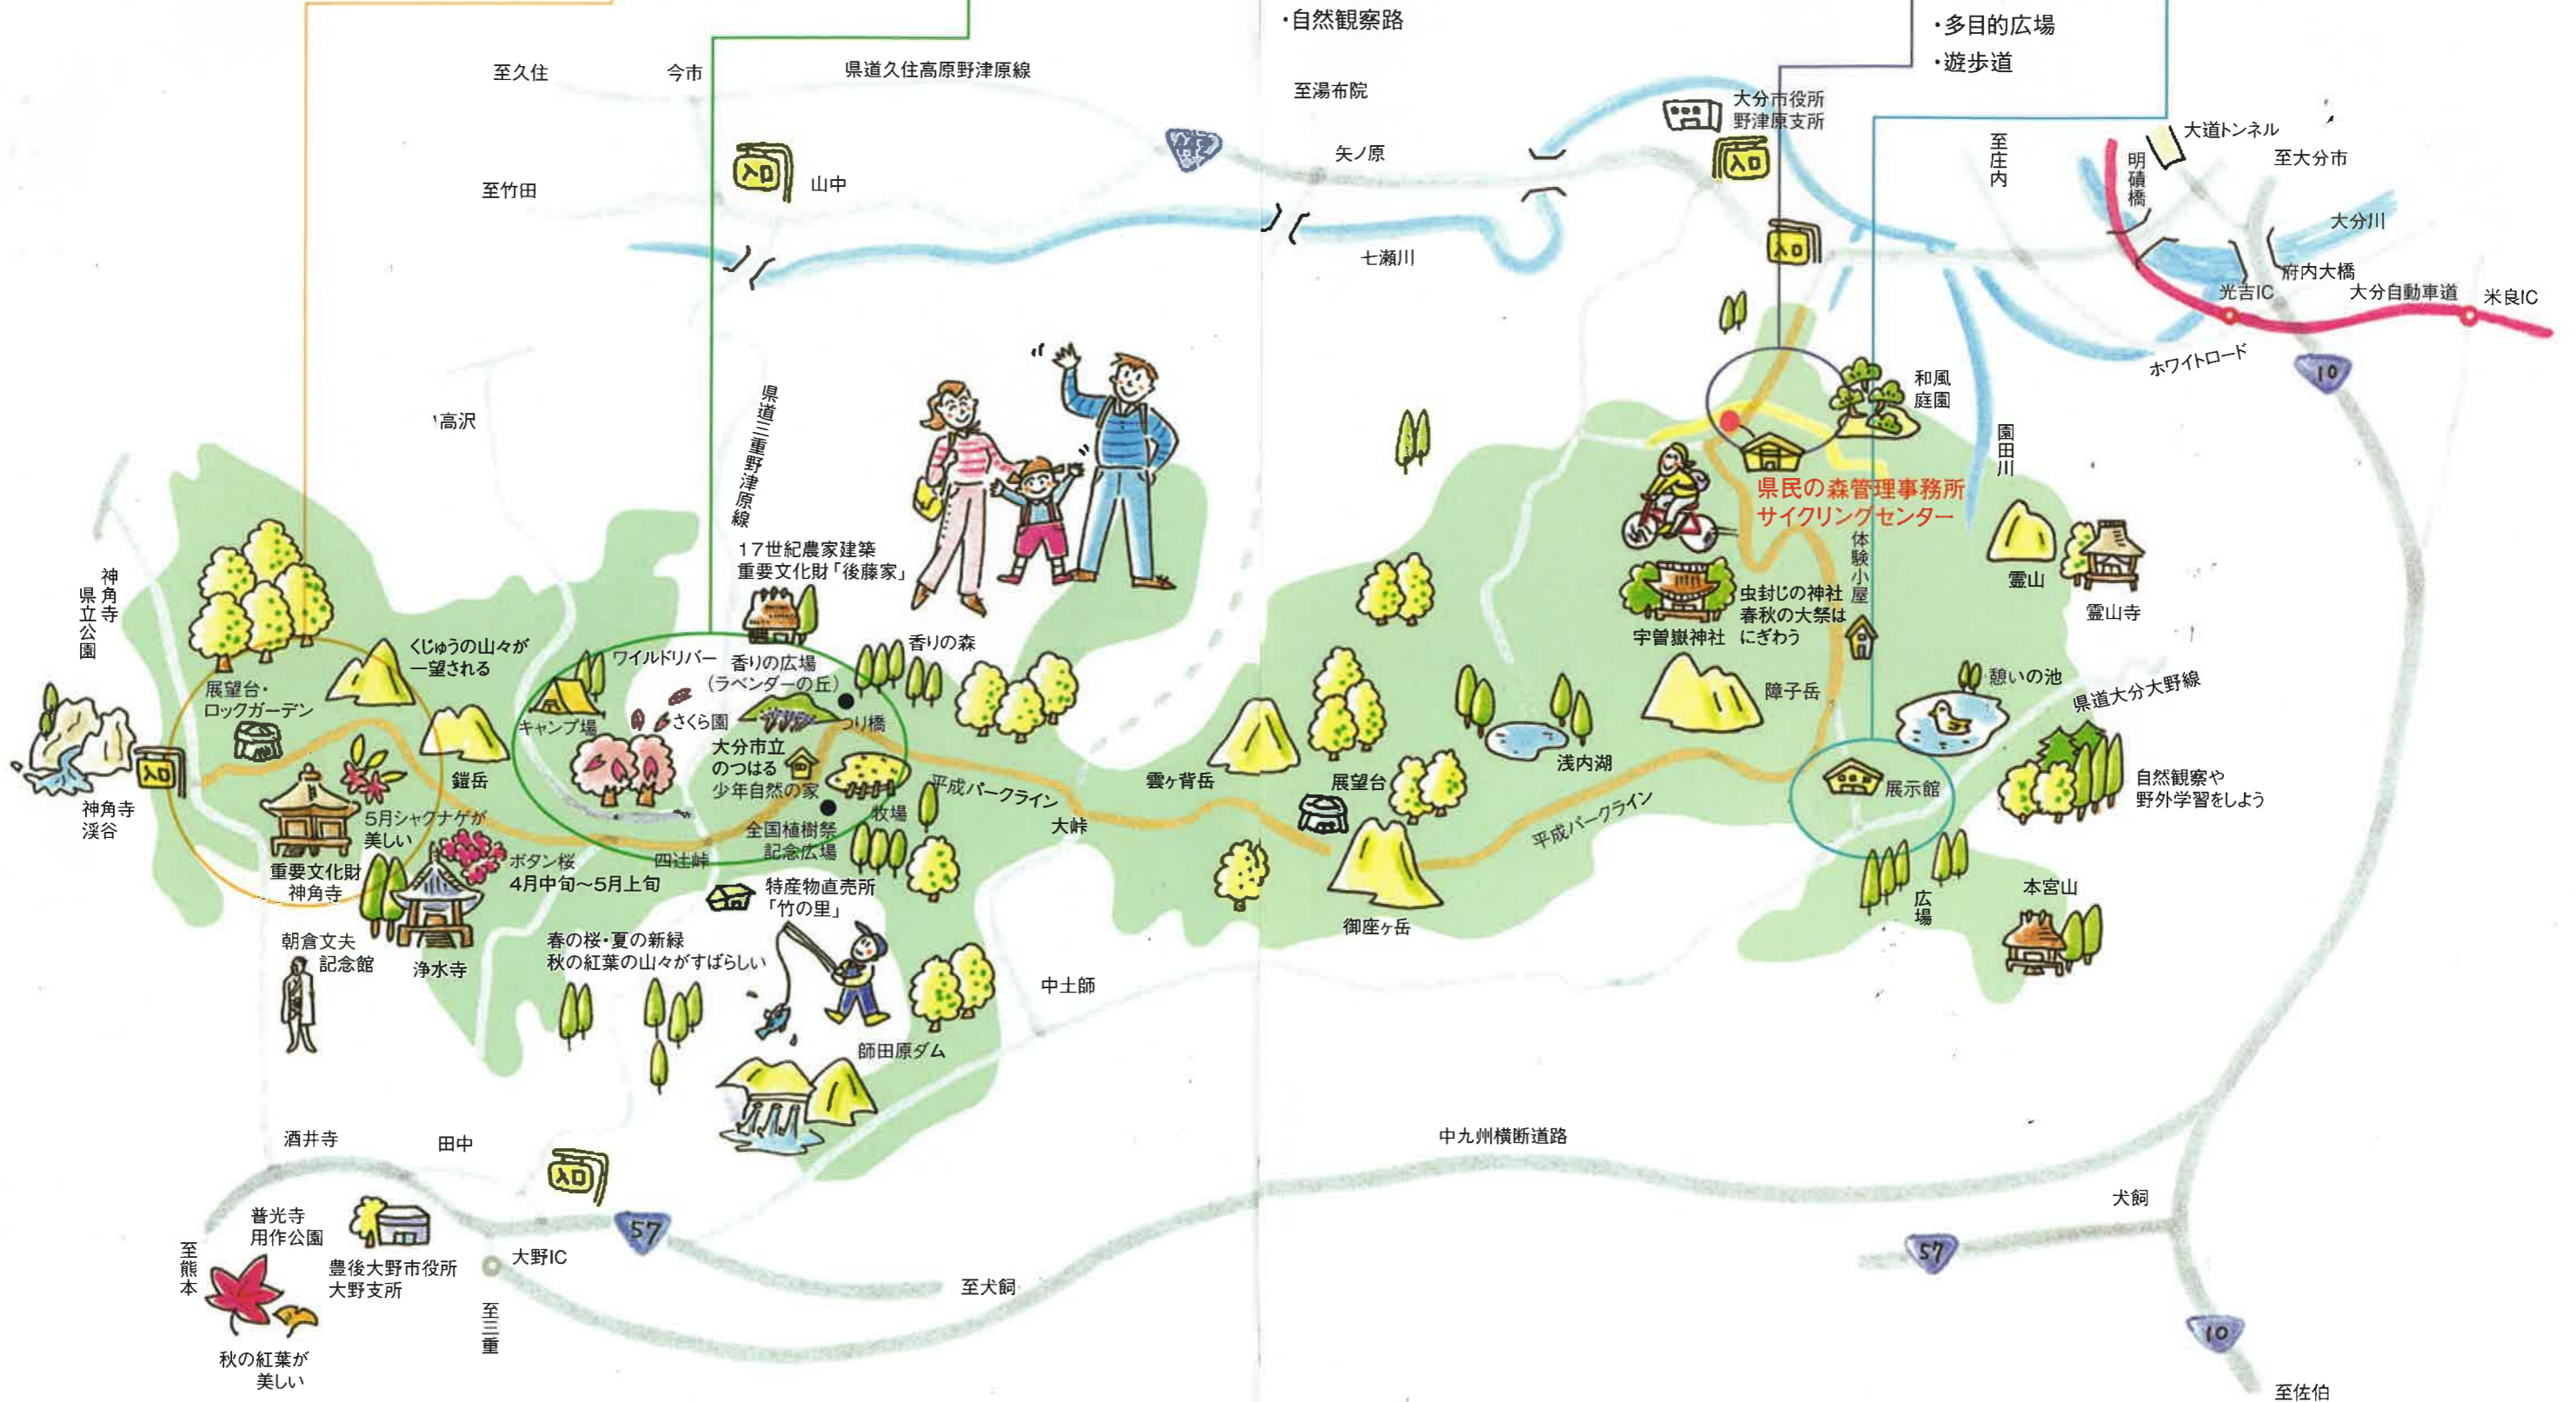 ・自然観察路
・多目的広場
・遊歩道
至久住
今市
県道久住高原野津原線
至湯布院
大分市役所
野津原支所
入口
矢ノ原
至庄内
明磧橋
大道トンネル
至大分市
至竹田
入口
山中
入口
大分川
七瀬川
府内大橋
光吉IC
大分自動車道
米良IC
ホワイトロード
10
高沢
県道三重野津原線
和風
庭園
園田川
県民の森管理事務所
サイクリングセンター
体験小屋
霊山
霊山寺
17世紀農家建築
重要文化財「後藤家」
神角寺
県立公園
虫封じの神社
春秋の大祭は
にぎわう
宇曽嶽神社
くじゅうの山々が
一望される
ワイルドリバー
香りの広場
(ラベンダーの丘)
香りの森
展望台・
ロックガーデン
キャンプ場
さくら園
つり橋
障子岳
憩いの池
県道大分大野線
入口
神角寺
渓谷
鎧岳
大分市立
のつはる
少年自然の家
牧場
平成パークライン
大峠
雲ヶ背岳
展望台
浅内湖
平成パークライン
展示館
自然観察や
野外学習をしよう
5月シャクナゲが
美しい
重要文化財
神角寺
ボタン桜
4月中旬〜5月上旬
四辻峠
全国植樹祭
記念広場
特産物直売所
「竹の里」
御座ヶ岳
広場
本宮山
朝倉文夫
記念館
浄水寺
春の桜・夏の新緑
秋の紅葉の山々がすばらしい
中土師
師田原ダム
酒井寺
田中
入口
中九州横断道路
普光寺
用作公園
57
犬飼
57
至熊本
豊後大野市役所
大野支所
大野IC
至犬飼
至三重
10
秋の紅葉が
美しい
至佐伯